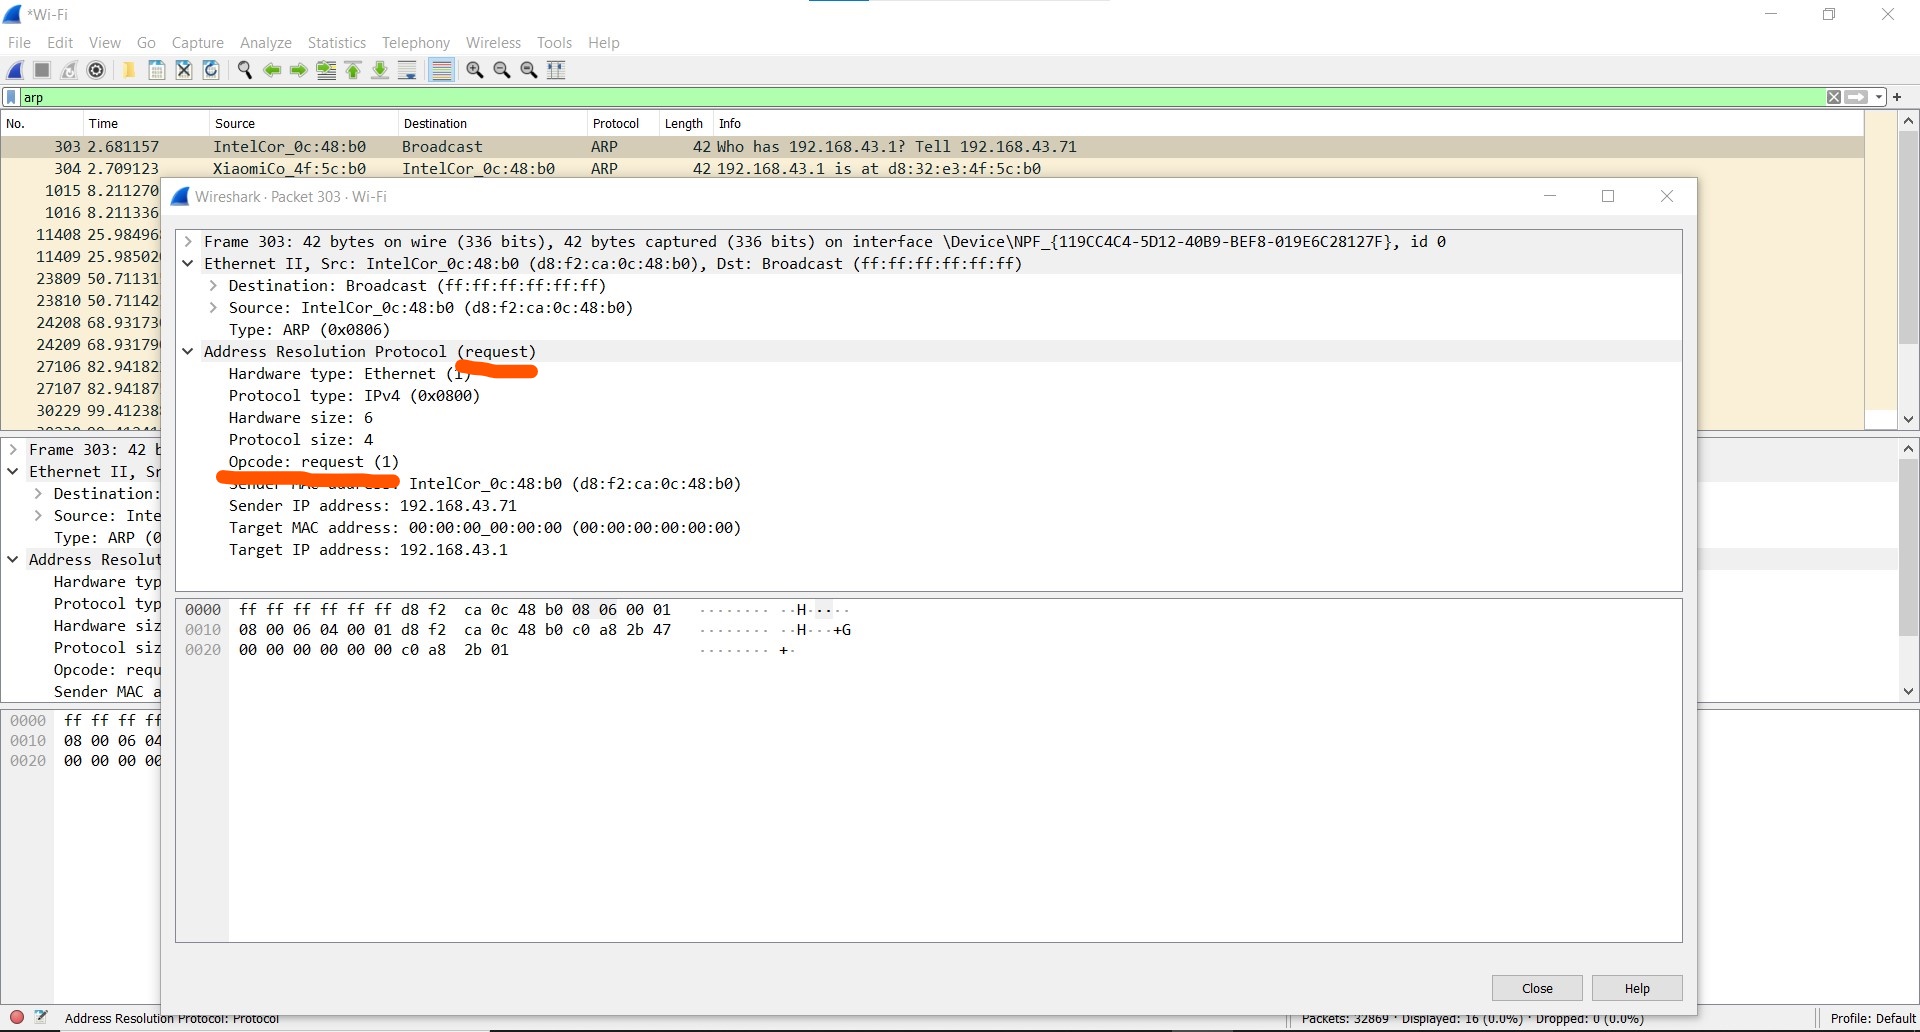 *Wi-Fi
File Edit View Go Capture Analyze Statistics Telephony Wireless Tools Help
arp
No. Time Source Destination Protocol Length Info
303 2.681157 IntelCor_0c:48:b0 Broadcast ARP 42 Who has 192.168.43.1? Tell 192.168.43.71
304 2.709123 XiaomiCo_4f:5c:b0 IntelCor_0c:48:b0 ARP 42 192.168.43.1 is at d8:32:e3:4f:5c:b0
1015 8.211270
1016 8.211336
11408 25.984968
11409 25.985020
23809 50.71131
23810 50.71142
24208 68.93173
24209 68.93179
27106 82.94182
27107 82.94187
30229 99.41238
Wireshark · Packet 303 · Wi-Fi
Frame 303: 42 bytes on wire (336 bits), 42 bytes captured (336 bits) on interface \Device\NPF_{119CC4C4-5D12-40B9-BEF8-019E6C28127F}, id 0
Ethernet II, Src: IntelCor_0c:48:b0 (d8:f2:ca:0c:48:b0), Dst: Broadcast (ff:ff:ff:ff:ff:ff)
Destination: Broadcast (ff:ff:ff:ff:ff:ff)
Source: IntelCor_0c:48:b0 (d8:f2:ca:0c:48:b0)
Type: ARP (0x0806)
Address Resolution Protocol (request)
Hardware type: Ethernet (1)
Protocol type: IPv4 (0x0800)
Hardware size: 6
Protocol size: 4
Opcode: request (1)
Sender MAC address: IntelCor_0c:48:b0 (d8:f2:ca:0c:48:b0)
Sender IP address: 192.168.43.71
Target MAC address: 00:00:00_00:00:00 (00:00:00:00:00:00)
Target IP address: 192.168.43.1
0000 ff ff ff ff ff ff d8 f2 ca 0c 48 b0 08 06 00 01 ········ ··H·····
0010 08 00 06 04 00 01 d8 f2 ca 0c 48 b0 c0 a8 2b 47 ········ ··H···+G
0020 00 00 00 00 00 00 c0 a8 2b 01 ········ +·
Close Help
Frame 303: 42 b
Ethernet II, Sr
Destination:
Source: Inte
Type: ARP (0
Address Resolut
Hardware typ
Protocol typ
Hardware siz
Protocol siz
Opcode: requ
Sender MAC a
0000 ff ff ff ff
0010 08 00 06 04
0020 00 00 00 00
Address Resolution Protocol: Protocol Packets: 32869 · Displayed: 16 (0.0%) · Dropped: 0 (0.0%) Profile: Default